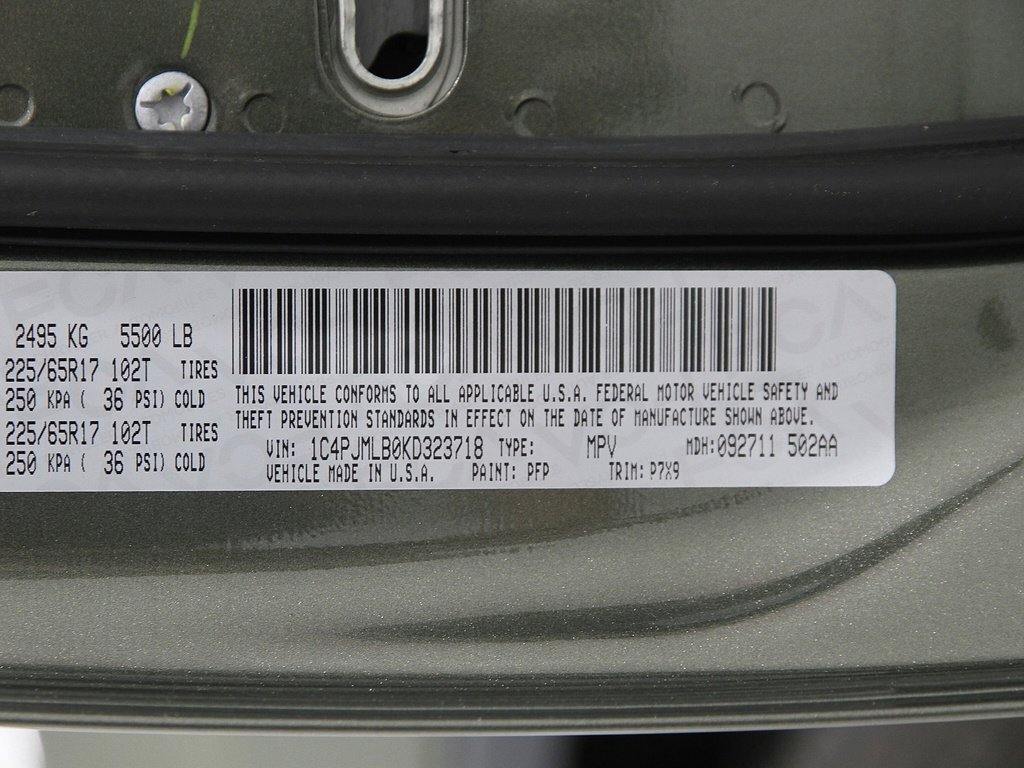 2495 KG 5500 LB
225/65R17 102T TIRES
250 KPA ( 36 PSI) COLD
225/65R17 102T TIRES
250 KPA ( 36 PSI) COLD
THIS VEHICLE CONFORMS TO ALL APPLICABLE U.S.A. FEDERAL MOTOR VEHICLE SAFETY AND
THEFT PREVENTION STANDARDS IN EFFECT ON THE DATE OF MANUFACTURE SHOWN ABOVE.
VIN: 1C4PJMLB0KD323718 TYPE: MPV MDH:092711 502AA
VEHICLE MADE IN U.S.A. PAINT: PFP TRIM: P7X9